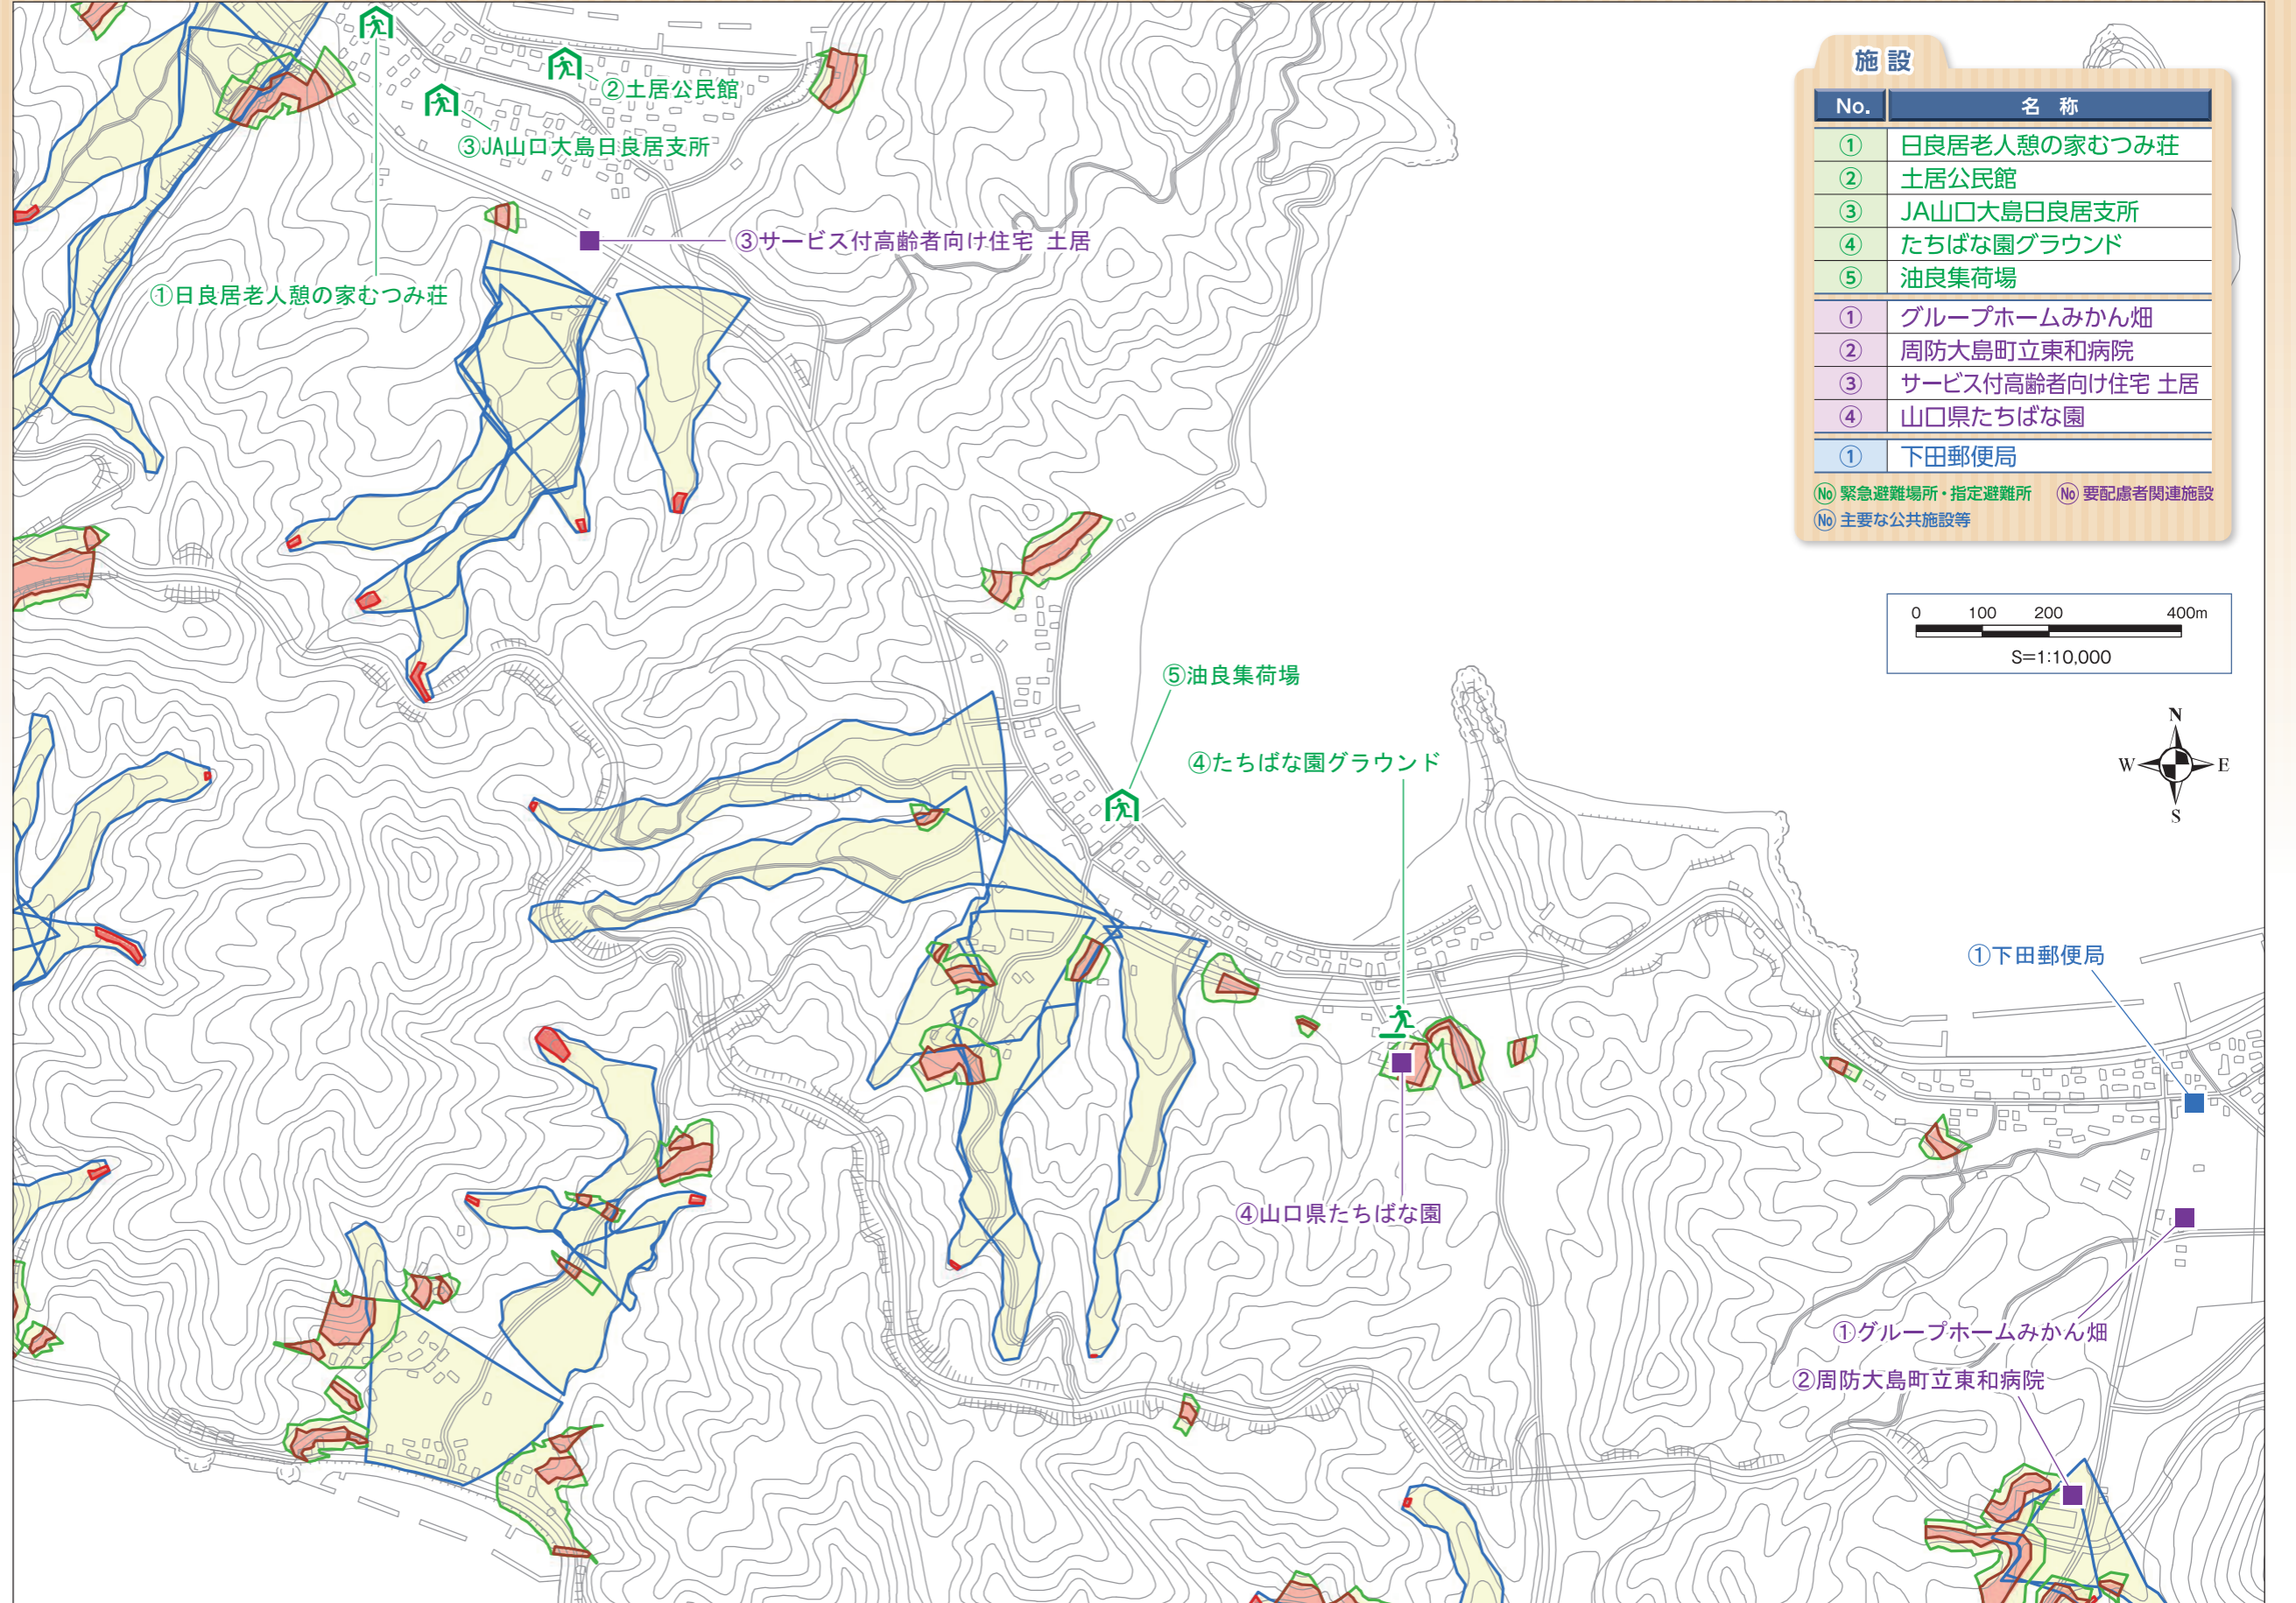 ②土居公民館
③JA山口大島日良居支所
③サービス付高齢者向け住宅 土居
①日良居老人憩の家むつみ荘
施設
No. 名 称
① 日良居老人憩の家むつみ荘
② 土居公民館
③ JA山口大島日良居支所
④ たちばな園グラウンド
⑤ 油良集荷場
① グループホームみかん畑
② 周防大島町立東和病院
③ サービス付高齢者向け住宅 土居
④ 山口県たちばな園
① 下田郵便局
No 緊急避難場所・指定避難所 No 要配慮者関連施設
No 主要な公共施設等
0 100 200 400m
S=1:10,000
N
W E
S
⑤油良集荷場
④たちばな園グラウンド
①下田郵便局
④山口県たちばな園
①グループホームみかん畑
②周防大島町立東和病院